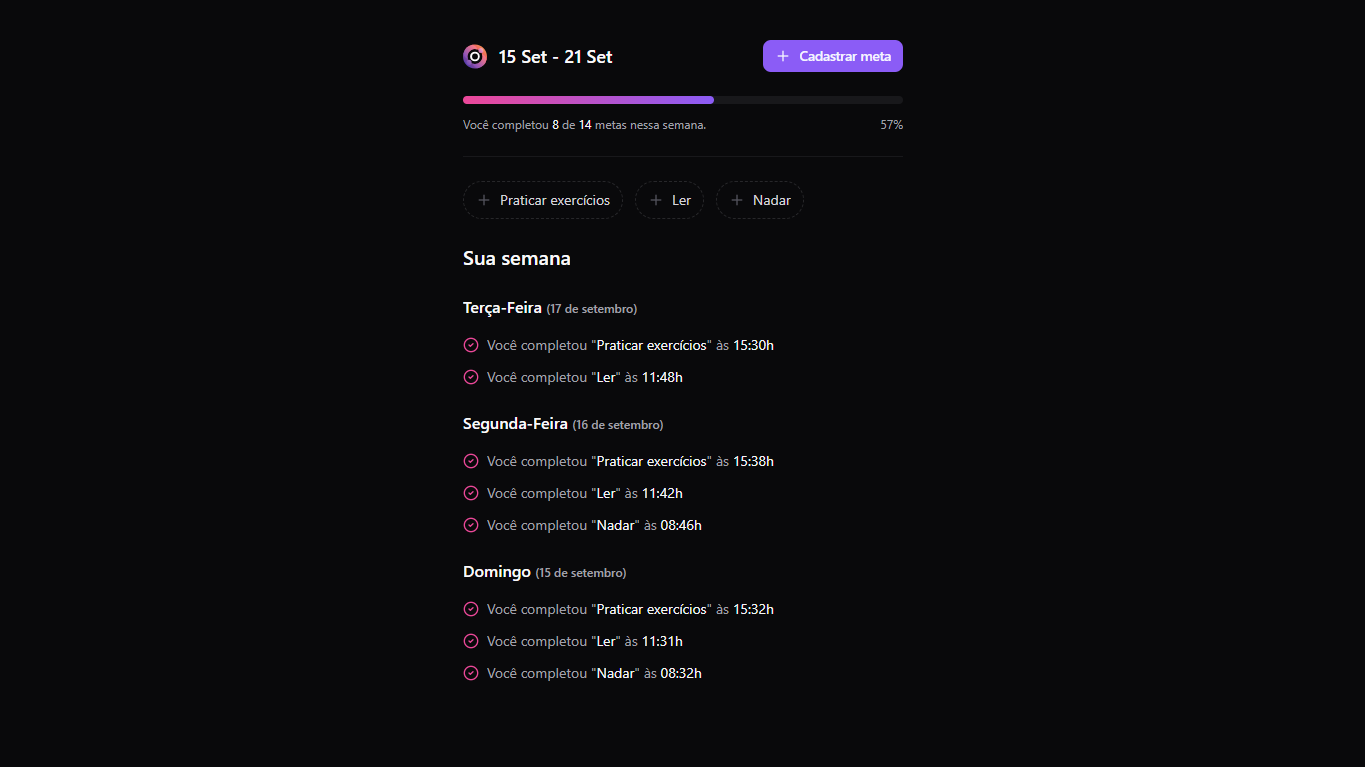 15 Set - 21 Set
Cadastrar meta
Você completou 8 de 14 metas nessa semana.
57%
Praticar exercícios
Ler
Nadar
Sua semana
Terça-Feira (17 de setembro)
Você completou "Praticar exercícios" às 15:30h
Você completou "Ler" às 11:48h
Segunda-Feira (16 de setembro)
Você completou "Praticar exercícios" às 15:38h
Você completou "Ler" às 11:42h
Você completou "Nadar" às 08:46h
Domingo (15 de setembro)
Você completou "Praticar exercícios" às 15:32h
Você completou "Ler" às 11:31h
Você completou "Nadar" às 08:32h